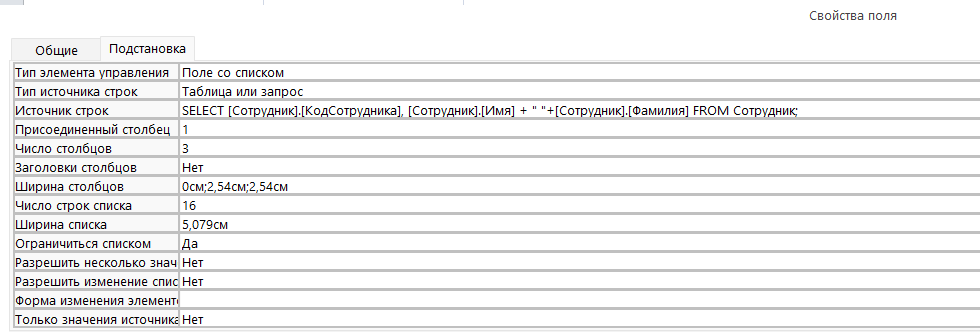 Свойства поля
Общие
Подстановка
Тип элемента управления Поле со списком
Тип источника строк Таблица или запрос
Источник строк SELECT [Сотрудник].[КодСотрудника], [Сотрудник].[Имя] + " "+[Сотрудник].[Фамилия] FROM Сотрудник;
Присоединенный столбец 1
Число столбцов 3
Заголовки столбцов Нет
Ширина столбцов 0см;2,54см;2,54см
Число строк списка 16
Ширина списка 5,079см
Ограничиться списком Да
Разрешить несколько знач Нет
Разрешить изменение спис Нет
Форма изменения элементо
Только значения источника Нет